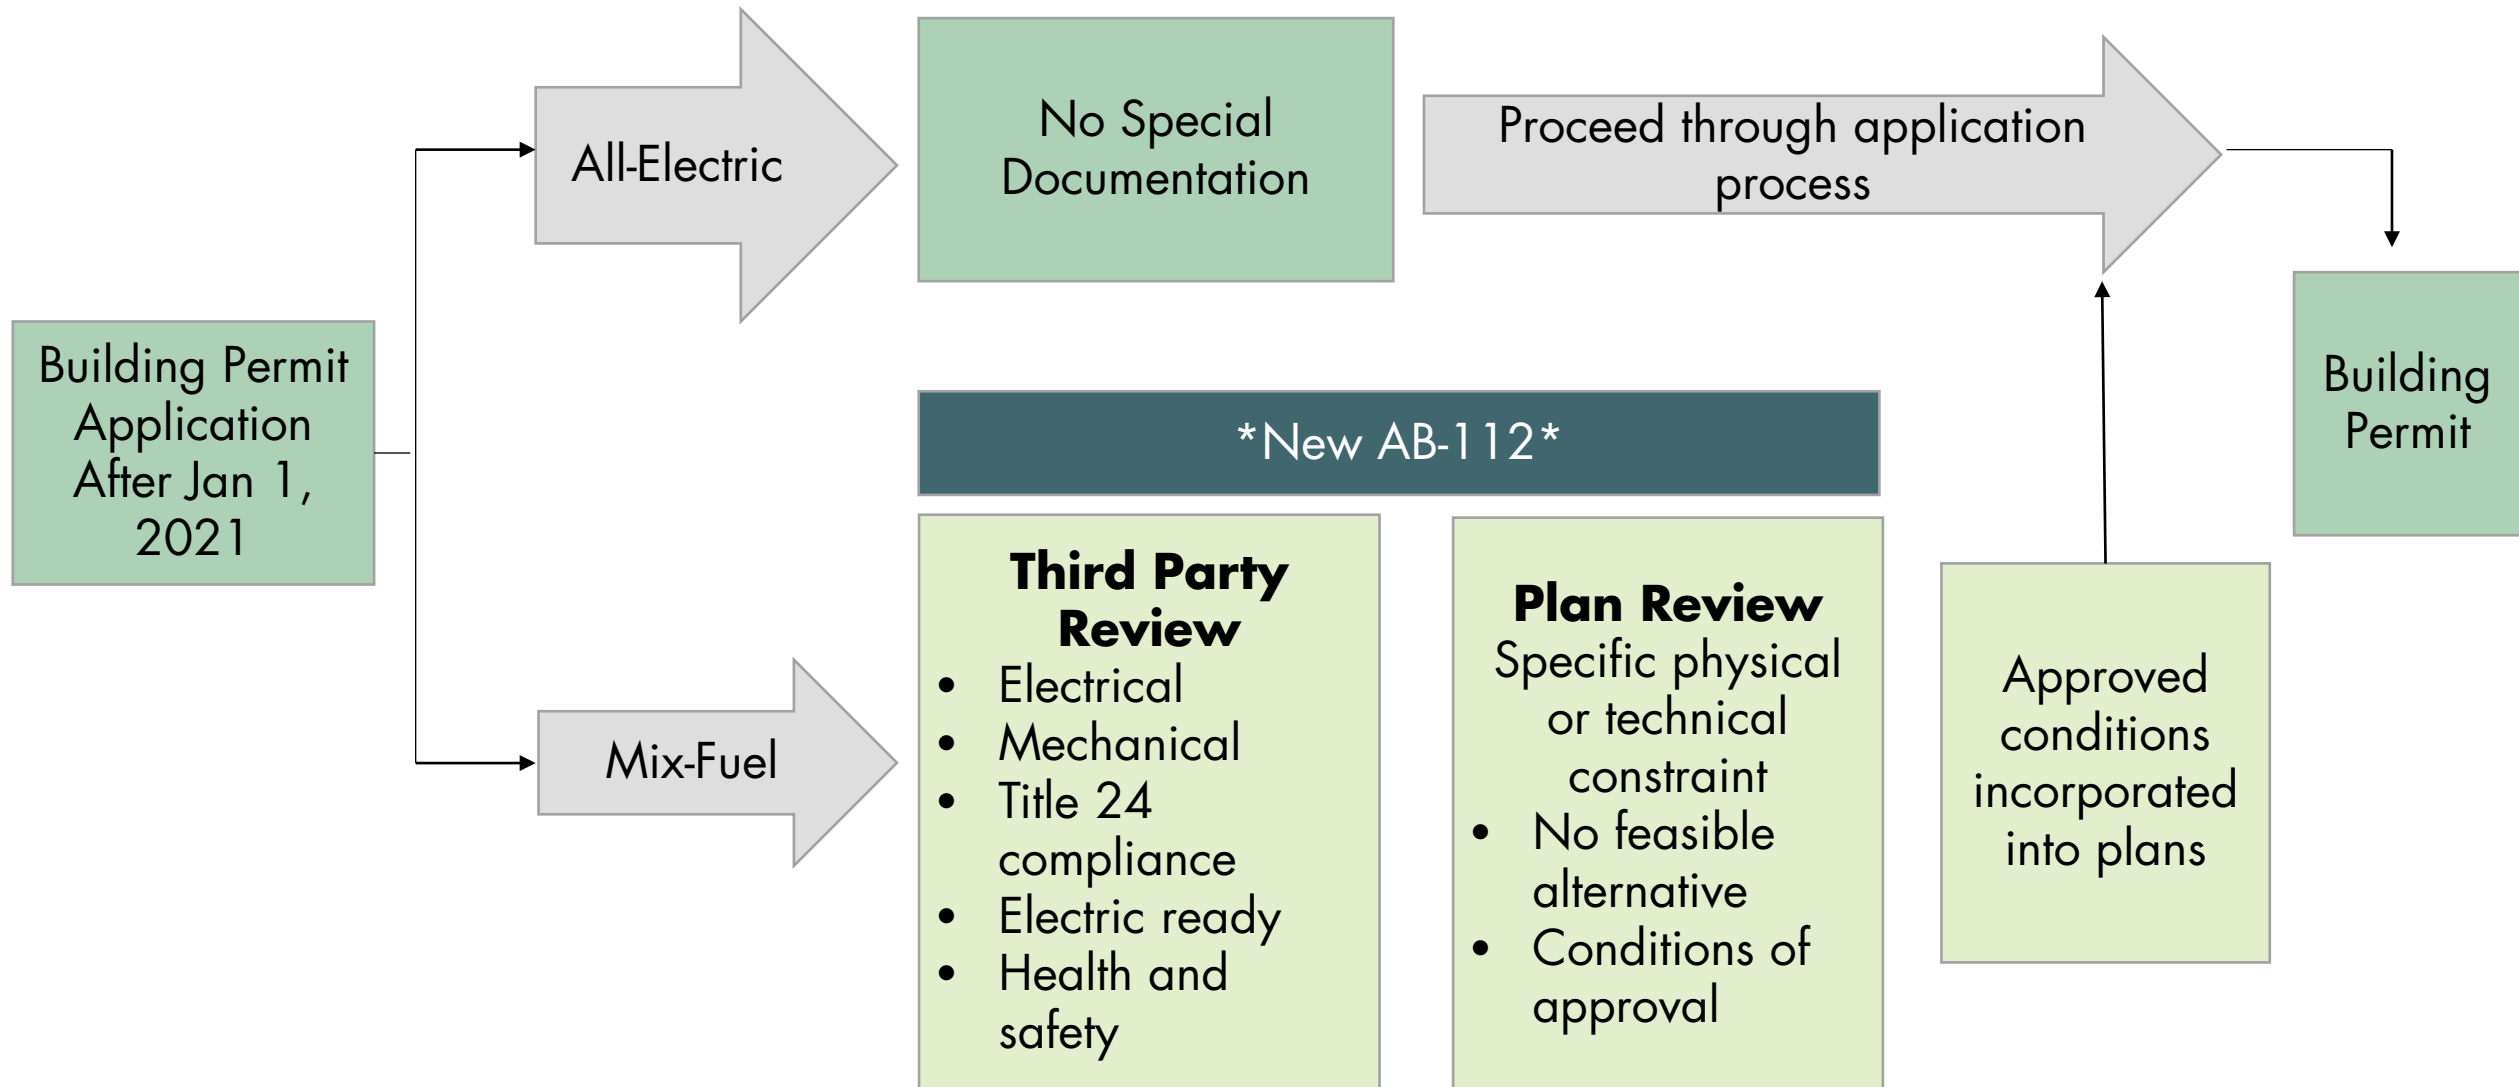 All-Electric
No Special
Documentation
Proceed through application
process
Building Permit
Application
After Jan 1,
2021
Building
Permit
*New AB-112*
Mix-Fuel
Third Party
Review
• Electrical
• Mechanical
• Title 24
compliance
• Electric ready
• Health and
safety
Plan Review
Specific physical
or technical
constraint
• No feasible
alternative
• Conditions of
approval
Approved
conditions
incorporated
into plans